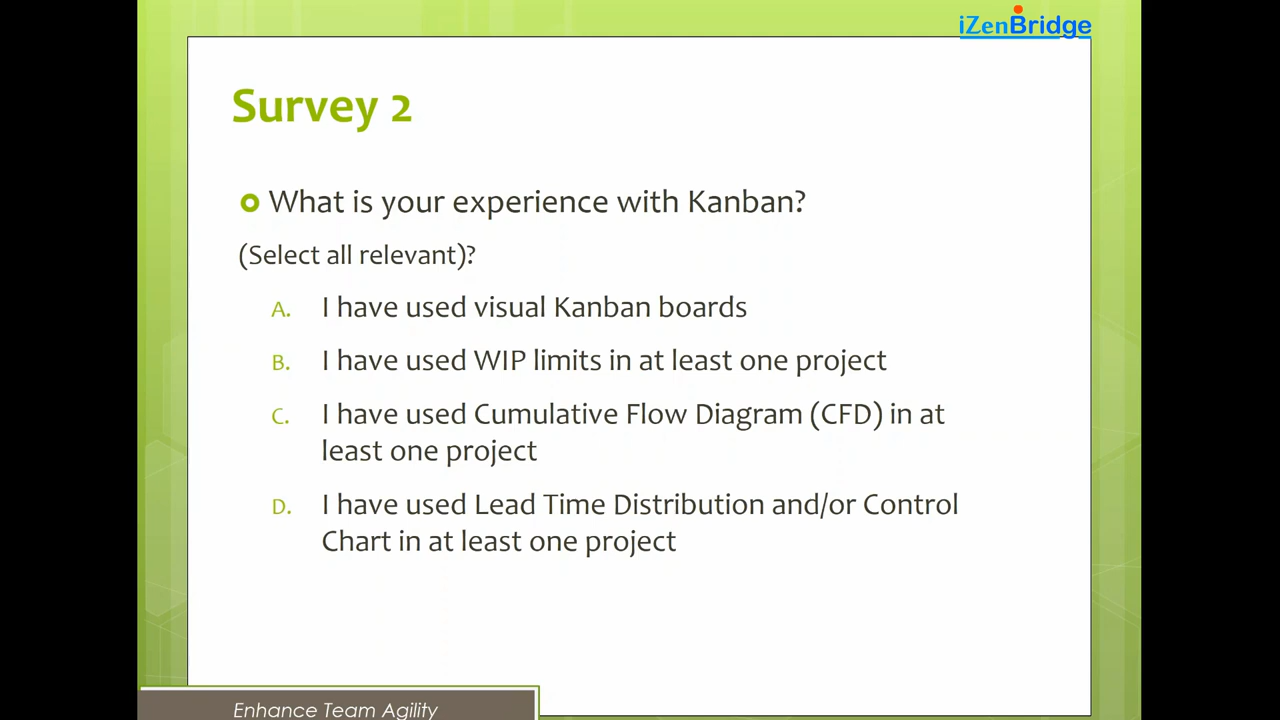 iZenBridge
Survey 2
What is your experience with Kanban?
(Select all relevant)?
A. I have used visual Kanban boards
B. I have used WIP limits in at least one project
C. I have used Cumulative Flow Diagram (CFD) in at
least one project
D. I have used Lead Time Distribution and/or Control
Chart in at least one project
Enhance Team Agility